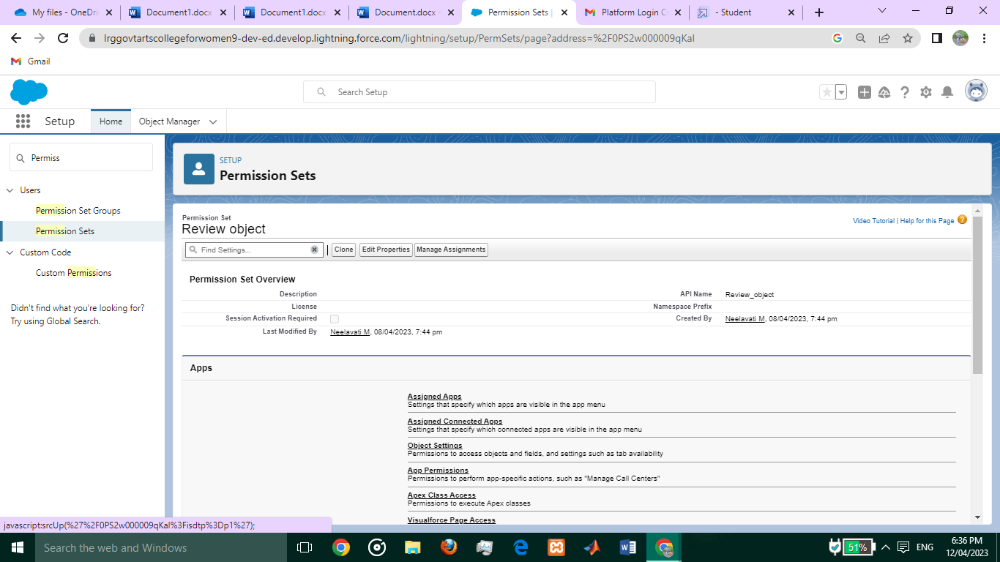 My files - OneDri
Document1.docx
Document1.docx
Document.docx -
Permission Sets |
Platform Login C
- Student
lrggovtartscollegeforwomen9-dev-ed.develop.lightning.force.com/lightning/setup/PermSets/page?address=%2F0PS2w000009qKal
Gmail
Search Setup
Setup
Home
Object Manager
Permiss
Users
Permission Set Groups
Permission Sets
Custom Code
Custom Permissions
Didn't find what you're looking for?
Try using Global Search.
SETUP
Permission Sets
Permission Set
Review object
Video Tutorial | Help for this Page
Find Settings...
Clone
Edit Properties
Manage Assignments
Permission Set Overview
Description
API Name Review_object
License
Namespace Prefix
Session Activation Required
Created By Neelavati M, 08/04/2023, 7:44 pm
Last Modified By Neelavati M, 08/04/2023, 7:44 pm
Apps
Assigned Apps
Settings that specify which apps are visible in the app menu
Assigned Connected Apps
Settings that specify which connected apps are visible in the app menu
Object Settings
Permissions to access objects and fields, and settings such as tab availability
App Permissions
Permissions to perform app-specific actions, such as "Manage Call Centers"
Apex Class Access
Permissions to execute Apex classes
Visualforce Page Access
javascript:srcUp(%27%2F0PS2w000009qKal%3Fisdtp%3Dp1%27);
Search the web and Windows
51%
ENG
6:36 PM
12/04/2023